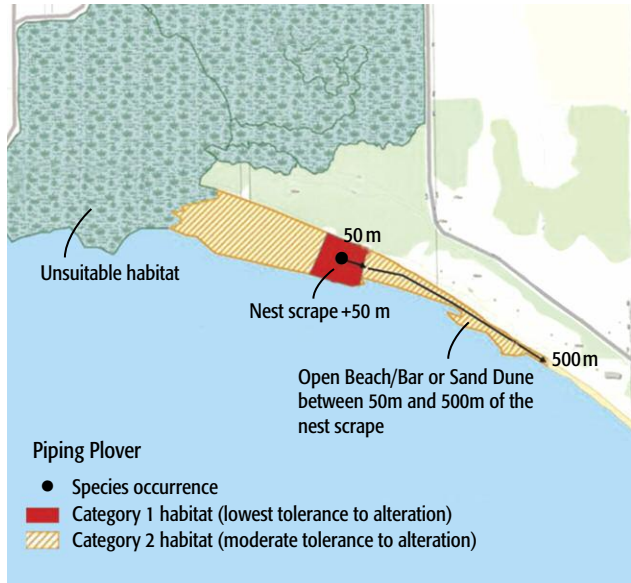 50 m
Unsuitable habitat
Nest scrape +50 m
500 m
Open Beach/Bar or Sand Dune
between 50m and 500m of the
nest scrape
Piping Plover
Species occurrence
Category 1 habitat (lowest tolerance to alteration)
Category 2 habitat (moderate tolerance to alteration)